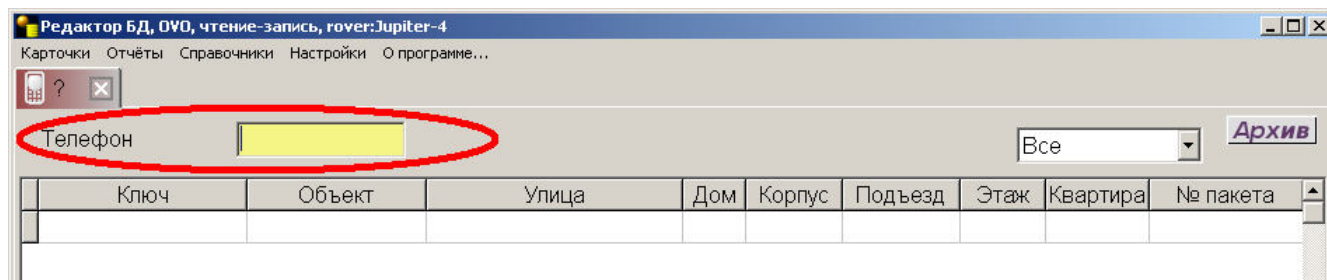 Редактор БД, OVO, чтение-запись, rover:Jupiter-4
Карточки Отчёты Справочники Настройки О программе...
?
Телефон
Все
Архив
Ключ Объект Улица Дом Корпус Подъезд Этаж Квартира № пакета